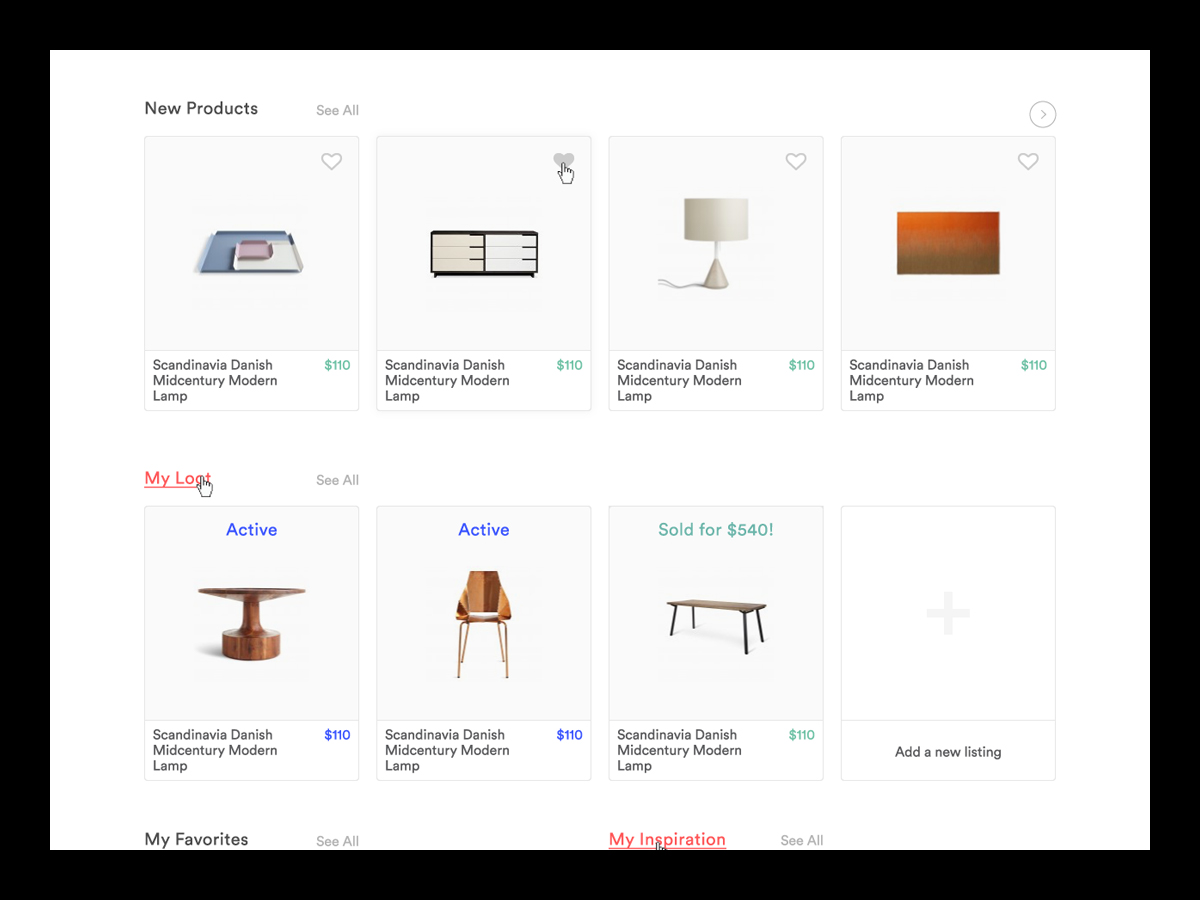 New Products See All
Scandinavia Danish $110
Midcentury Modern
Lamp
Scandinavia Danish $110
Midcentury Modern
Lamp
Scandinavia Danish $110
Midcentury Modern
Lamp
Scandinavia Danish $110
Midcentury Modern
Lamp
My Loot See All
Active
Scandinavia Danish $110
Midcentury Modern
Lamp
Active
Scandinavia Danish $110
Midcentury Modern
Lamp
Sold for $540!
Scandinavia Danish $110
Midcentury Modern
Lamp
Add a new listing
My Favorites See All
My Inspiration See All